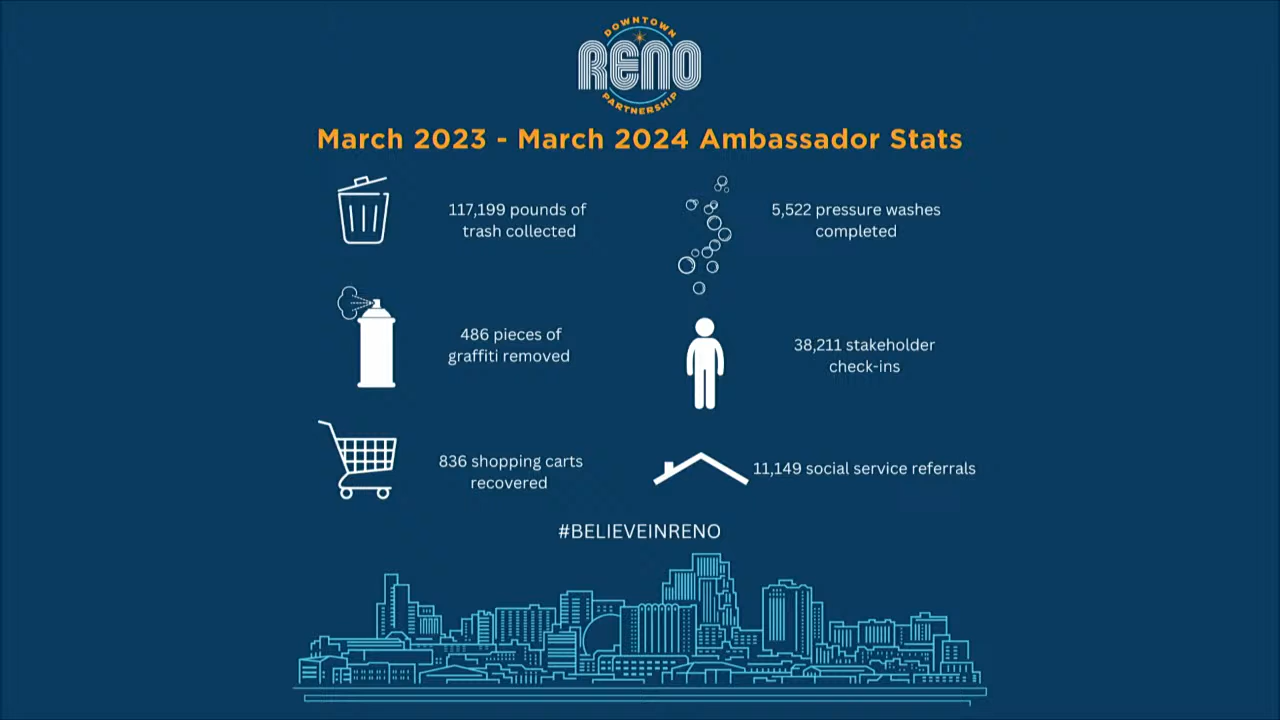 DOWNTOWN
RENO
PARTNERSHIP
March 2023 - March 2024 Ambassador Stats
117,199 pounds of
trash collected
5,522 pressure washes
completed
486 pieces of
graffiti removed
38,211 stakeholder
check-ins
836 shopping carts
recovered
11,149 social service referrals
#BELIEVEINRENO